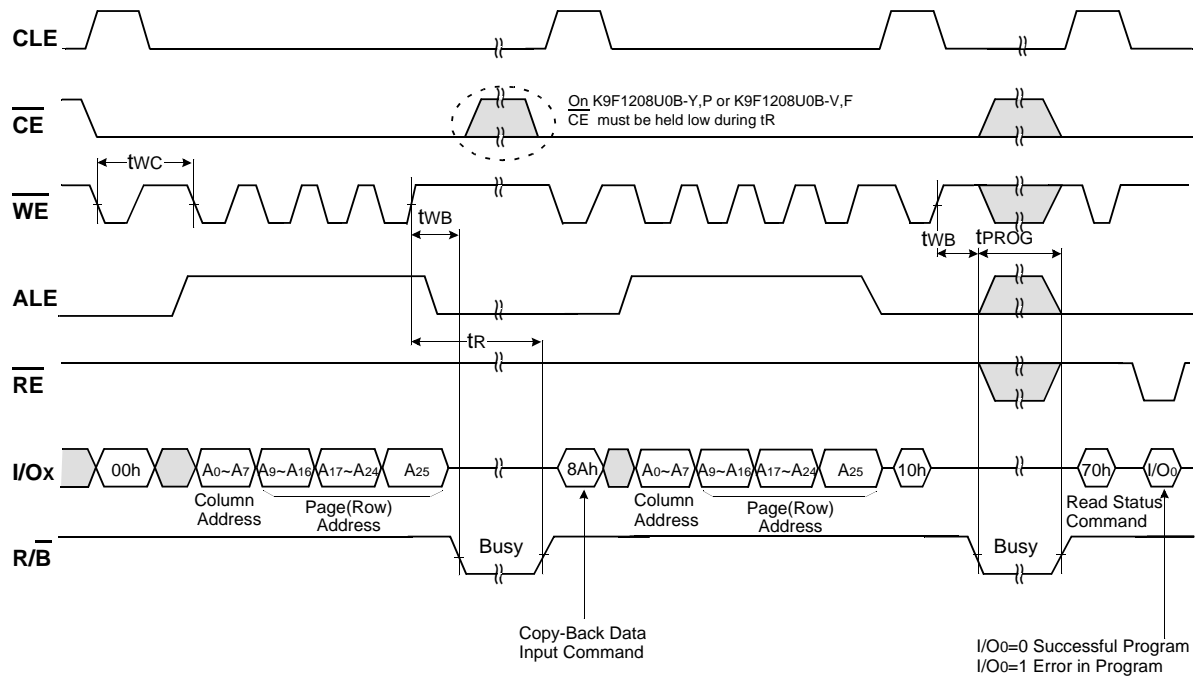 CLE
CE
On K9F1208U0B-Y,P or K9F1208U0B-V,F
CE must be held low during tR
tWC
WE
tWB
tWB
tPROG
ALE
tR
RE
I/Ox
00h
A0~A7
A9~A16
A17~A24
A25
8Ah
A0~A7
A9~A16
A17~A24
A25
10h
70h
I/O0
Column
Address
Page(Row)
Address
Column
Address
Page(Row)
Address
Read Status
Command
R/B
Busy
Busy
Copy-Back Data
Input Command
I/O0=0 Successful Program
I/O0=1 Error in Program